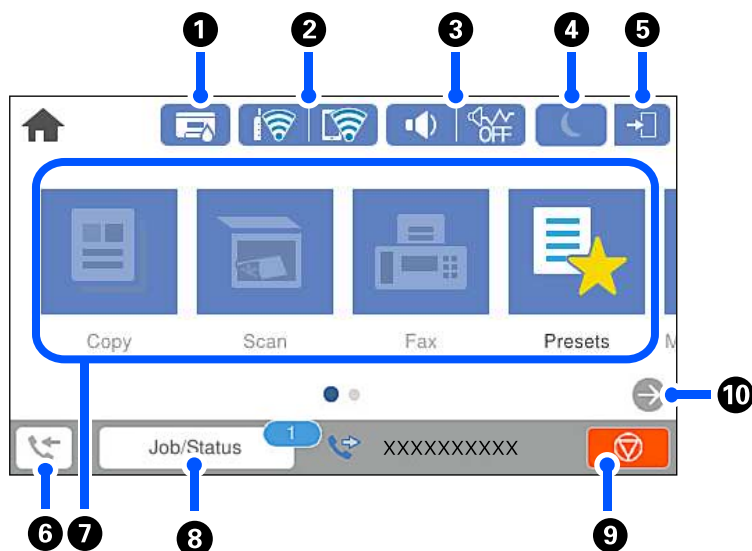 1 2 3 4 5
OFF
Copy Scan Fax Presets M
10
Job/Status 1 XXXXXXXXXX
6 7 8 9